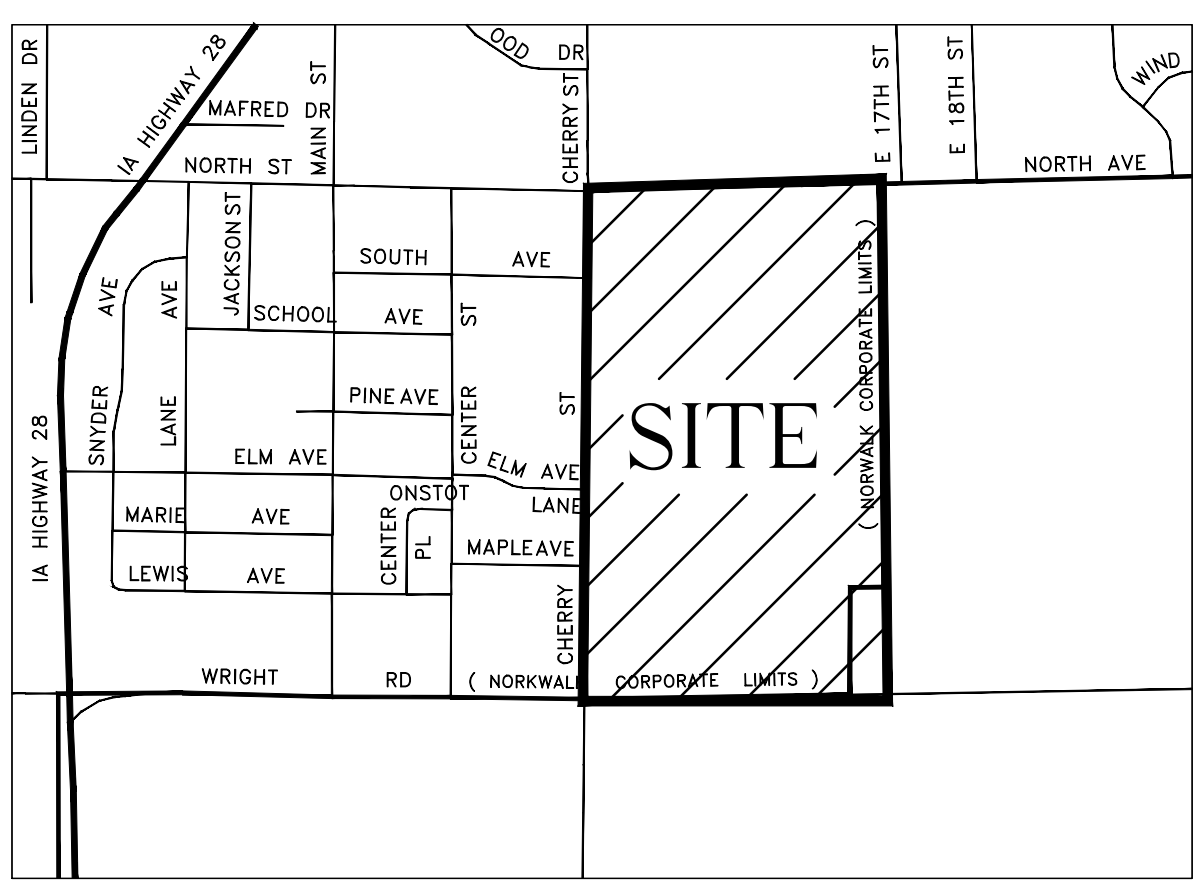 LINDEN DR
IA HIGHWAY 28
MAFRED DR
MAIN ST
NORTH ST
OOD DR
CHERRY ST
E 17TH ST
E 18TH ST
WIND
NORTH AVE
JACKSON ST
SOUTH AVE
SNYDER AVE
LANE AVE
SCHOOL AVE
CENTER ST
PINE AVE
CHERRY ST
SITE
( NORWALK CORPORATE LIMITS )
IA HIGHWAY 28
ELM AVE
ELM AVE
ONSTOT LANE
MARIE AVE
CENTER PL
MAPLE AVE
LEWIS AVE
WRIGHT RD
( NORKWALK CORPORATE LIMITS )